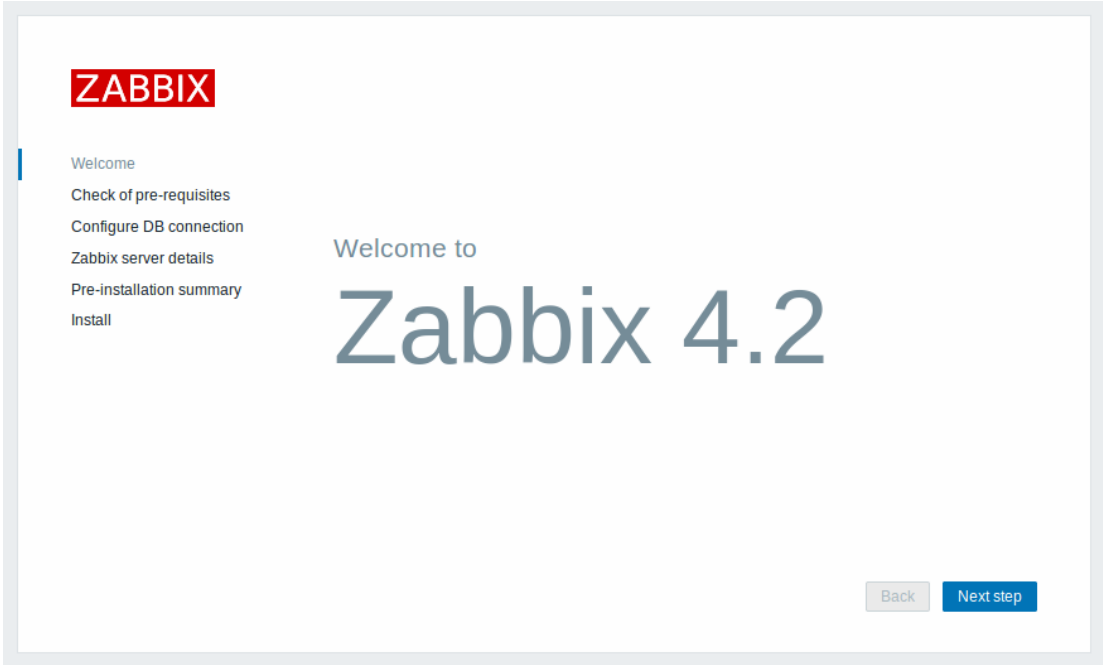 ZABBIX
Welcome
Check of pre-requisites
Configure DB connection
Zabbix server details
Pre-installation summary
Install
Welcome to
Zabbix 4.2
Back
Next step